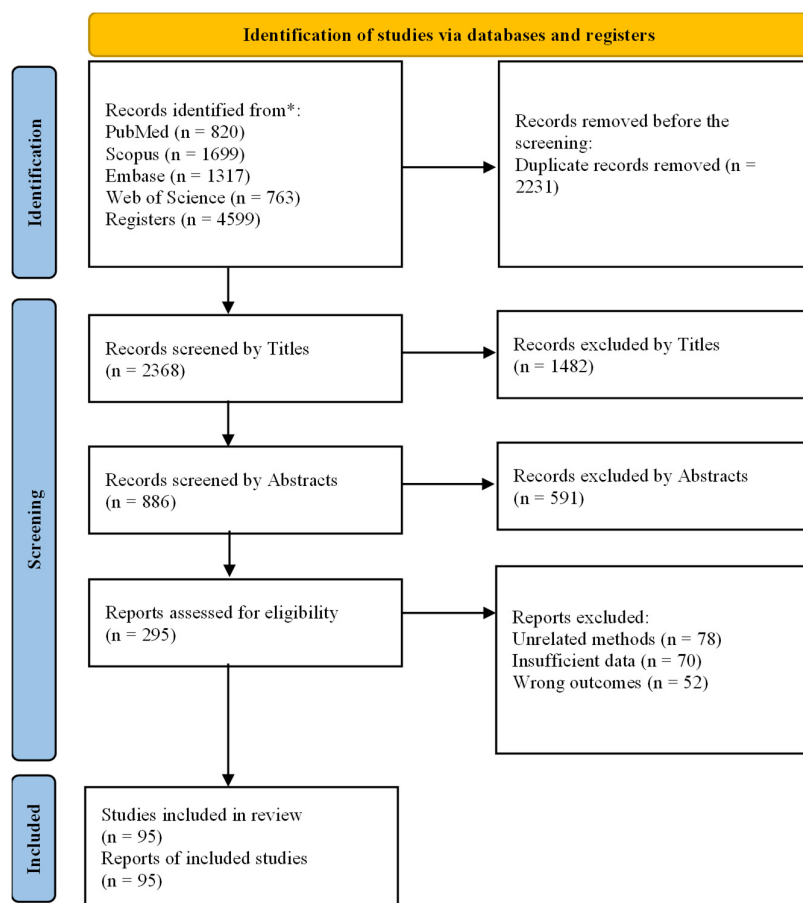 Identification of studies via databases and registers
Identification
Records identified from*:
PubMed (n = 820)
Scopus (n = 1699)
Embase (n = 1317)
Web of Science (n = 763)
Registers (n = 4599)
Records removed before the
screening:
Duplicate records removed (n =
2231)
Screening
Records screened by Titles
(n = 2368)
Records excluded by Titles
(n = 1482)
Records screened by Abstracts
(n = 886)
Records excluded by Abstracts
(n = 591)
Reports assessed for eligibility
(n = 295)
Reports excluded:
Unrelated methods (n = 78)
Insufficient data (n = 70)
Wrong outcomes (n = 52)
Included
Studies included in review
(n = 95)
Reports of included studies
(n = 95)